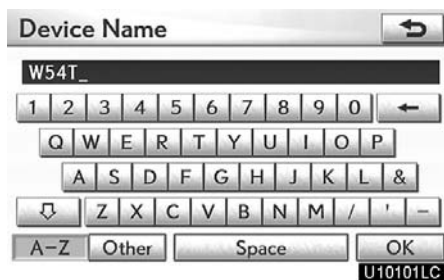 Device Name
W54T_
1 2 3 4 5 6 7 8 9 0 ←
Q W E R T Y U I O P
A S D F G H J K L &
⇩ Z X C V B N M / ' –
A–Z Other Space OK
U10101LC